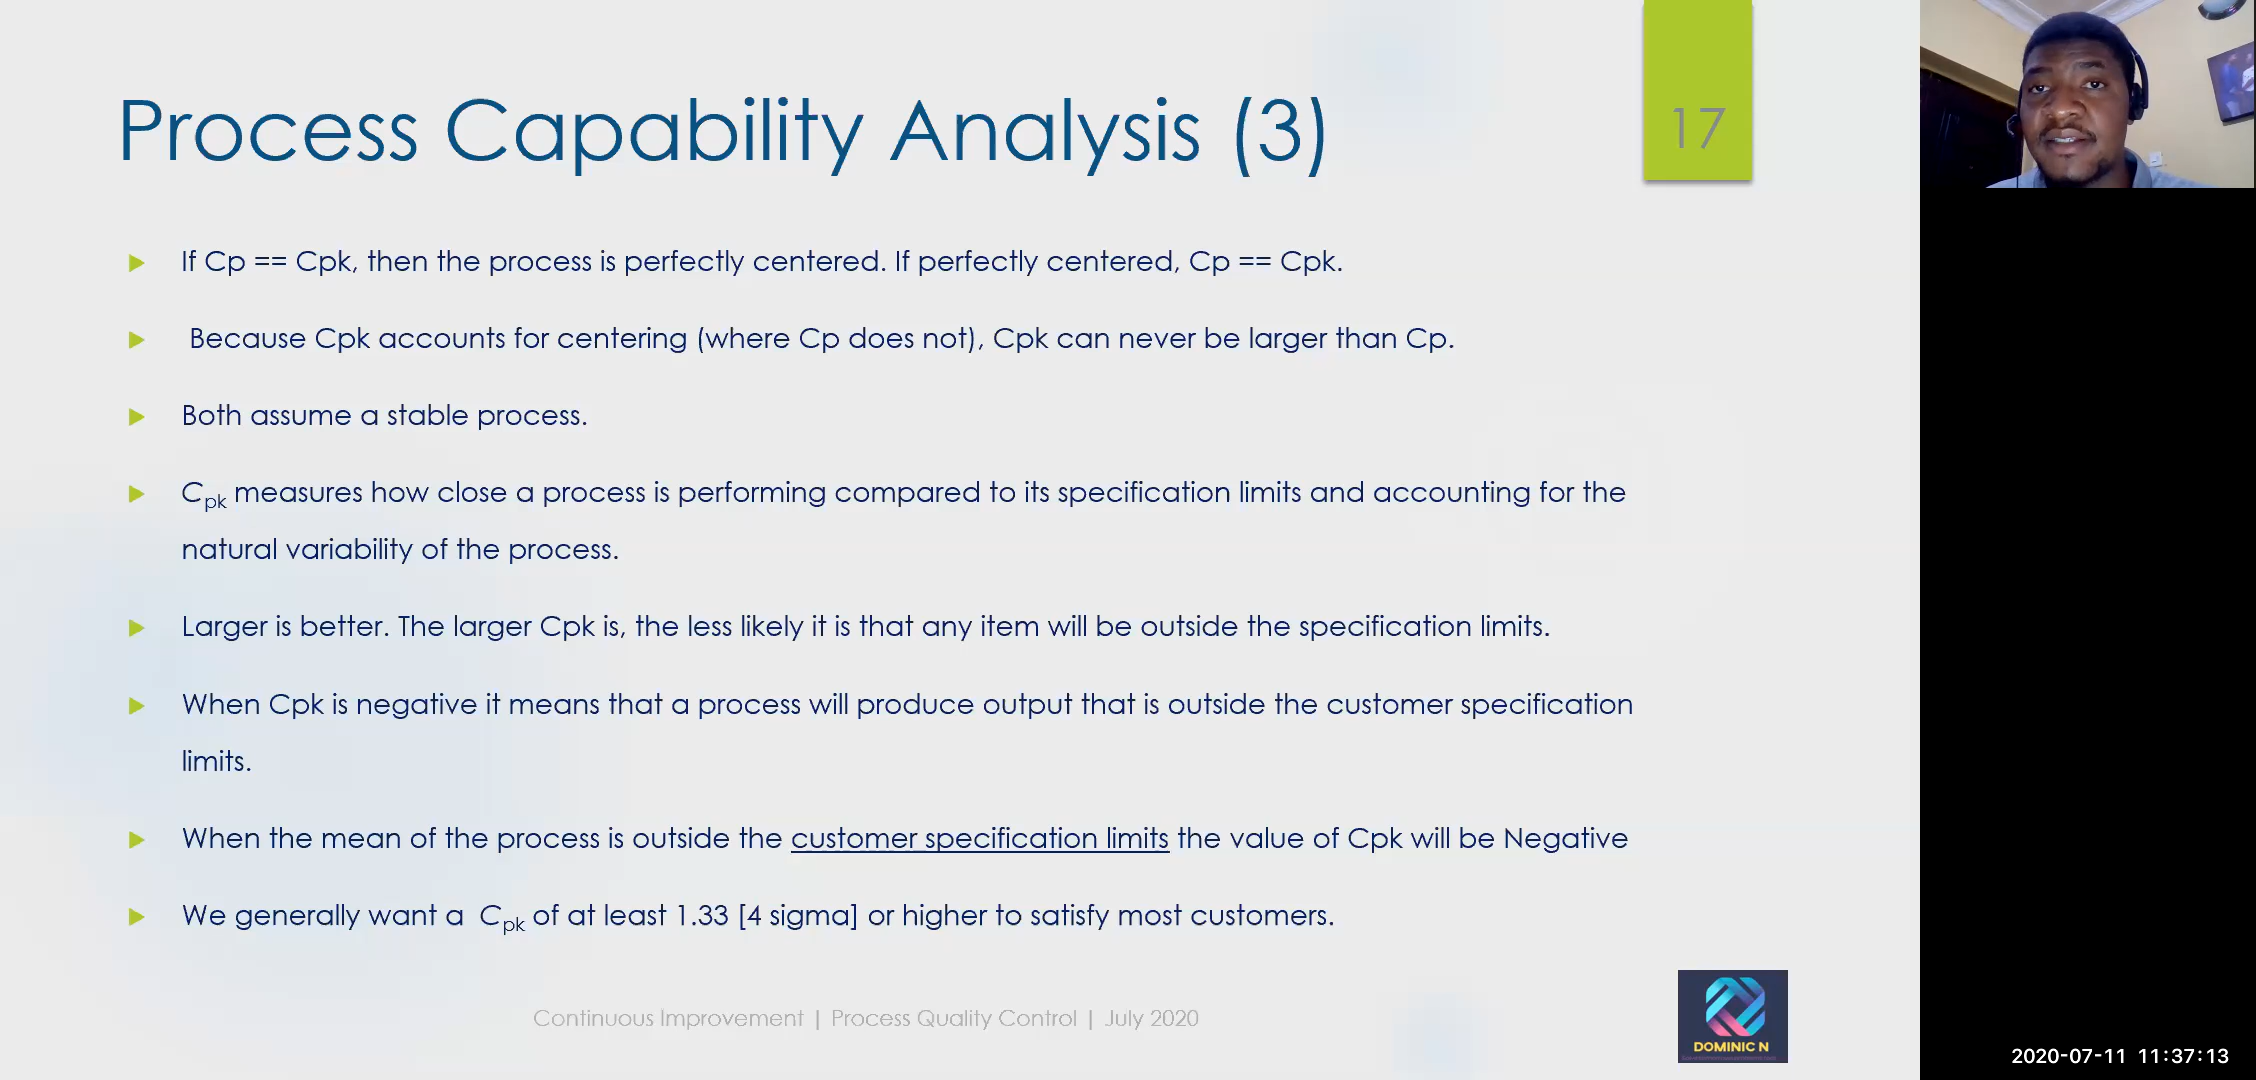 Process Capability Analysis (3)
17
If Cp == Cpk, then the process is perfectly centered. If perfectly centered, Cp == Cpk.
Because Cpk accounts for centering (where Cp does not), Cpk can never be larger than Cp.
Both assume a stable process.
Cpk measures how close a process is performing compared to its specification limits and accounting for the
natural variability of the process.
Larger is better. The larger Cpk is, the less likely it is that any item will be outside the specification limits.
When Cpk is negative it means that a process will produce output that is outside the customer specification
limits.
When the mean of the process is outside the customer specification limits the value of Cpk will be Negative
We generally want a Cpk of at least 1.33 [4 sigma] or higher to satisfy most customers.
Continuous Improvement | Process Quality Control | July 2020
DOMINIC N
2020-07-11 11:37:13